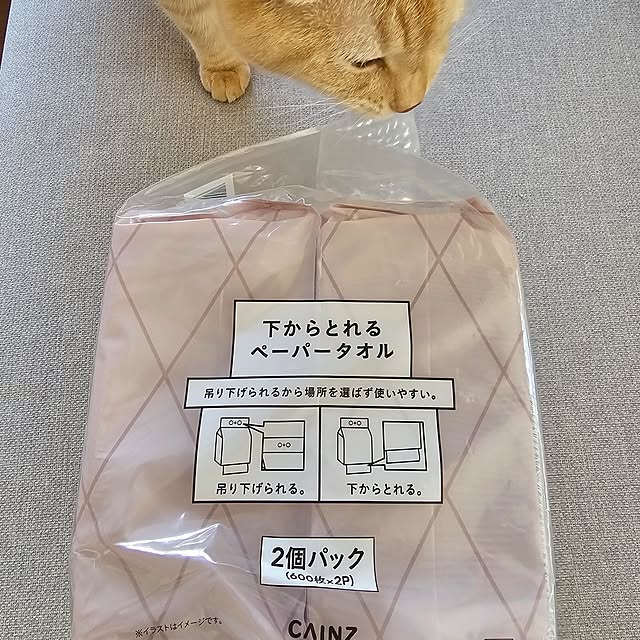 下からとれる
ペーパータオル
吊り下げられるから場所を選ばず使いやすい。
吊り下げられる。
下からとれる。
2個パック
(600枚×2P)
※イラストはイメージです。
CAINZ